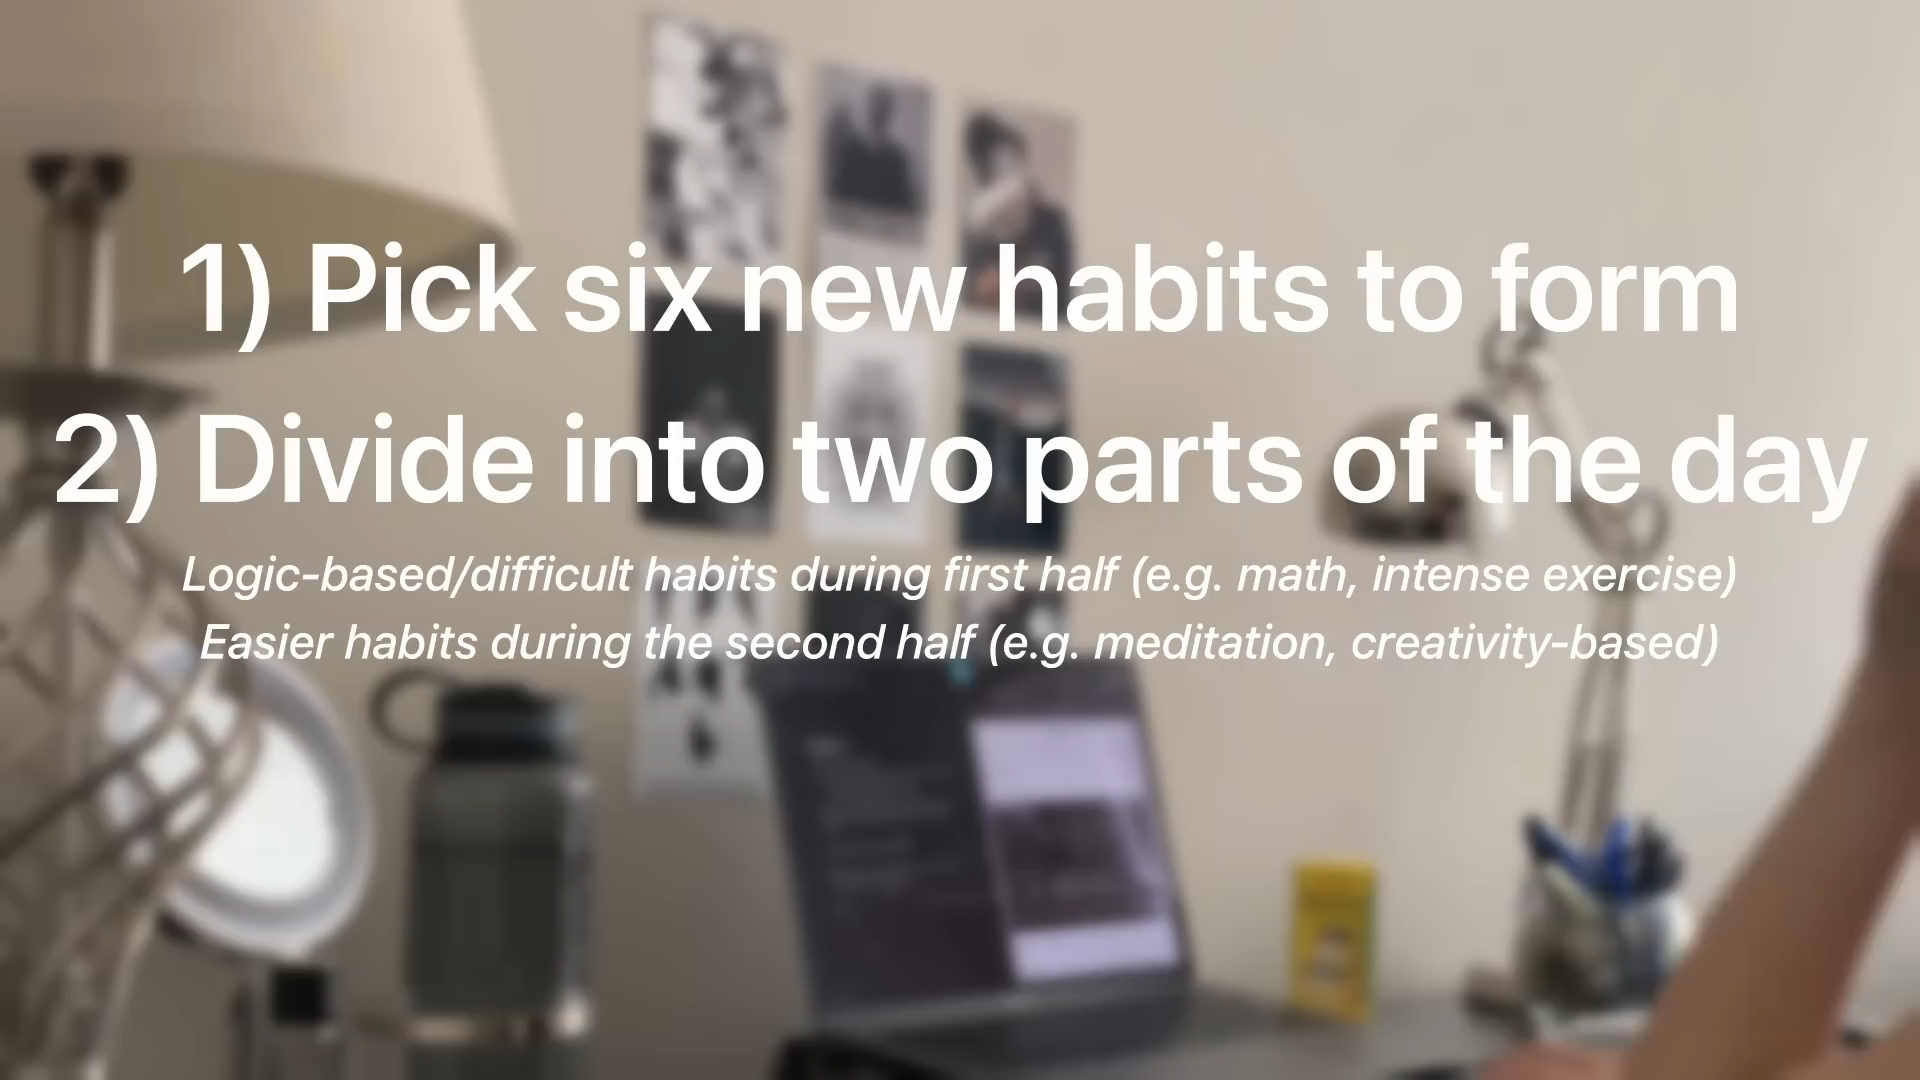 1) Pick six new habits to form
2) Divide into two parts of the day
Logic-based/difficult habits during first half (e.g. math, intense exercise)
Easier habits during the second half (e.g. meditation, creativity-based)